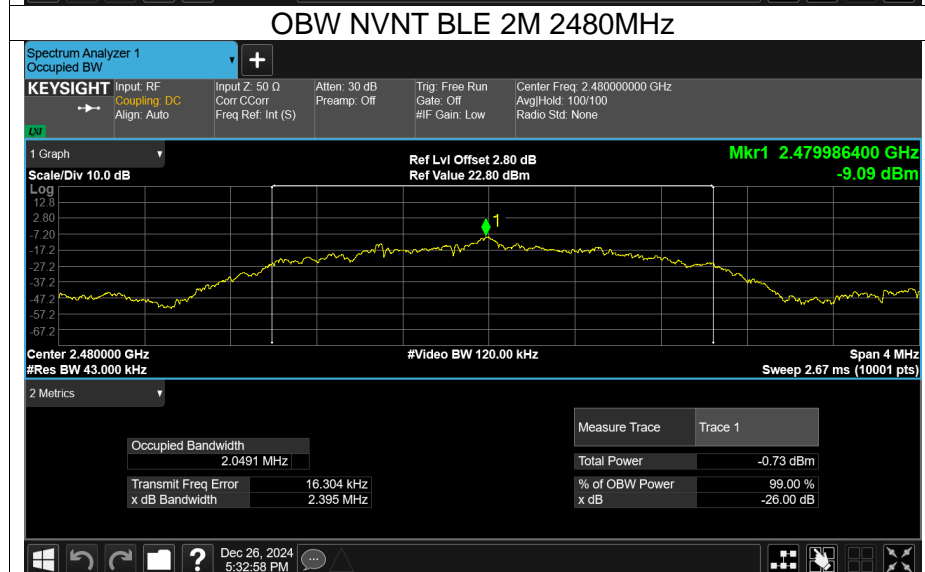 OBW NVNT BLE 2M 2480MHz
Spectrum Analyzer 1
Occupied BW
+
KEYSIGHT
Input: RF
Coupling: DC
Align: Auto
Input Z: 50 Ω
Corr CCorr
Freq Ref: Int (S)
Atten: 30 dB
Preamp: Off
Trig: Free Run
Gate: Off
#IF Gain: Low
Center Freq: 2.480000000 GHz
Avg|Hold: 100/100
Radio Std: None
LXI
1 Graph
Scale/Div 10.0 dB
Ref Lvl Offset 2.80 dB
Ref Value 22.80 dBm
Mkr1 2.479986400 GHz
-9.09 dBm
Log
12.8
2.80
-7.20
-17.2
-27.2
-37.2
-47.2
-57.2
-67.2
1
Center 2.480000 GHz
#Res BW 43.000 kHz
#Video BW 120.00 kHz
Span 4 MHz
Sweep 2.67 ms (10001 pts)
2 Metrics
Measure Trace Trace 1
Occupied Bandwidth
2.0491 MHz
Total Power -0.73 dBm
Transmit Freq Error 16.304 kHz
% of OBW Power 99.00 %
x dB Bandwidth 2.395 MHz
x dB -26.00 dB
?
Dec 26, 2024
5:32:58 PM